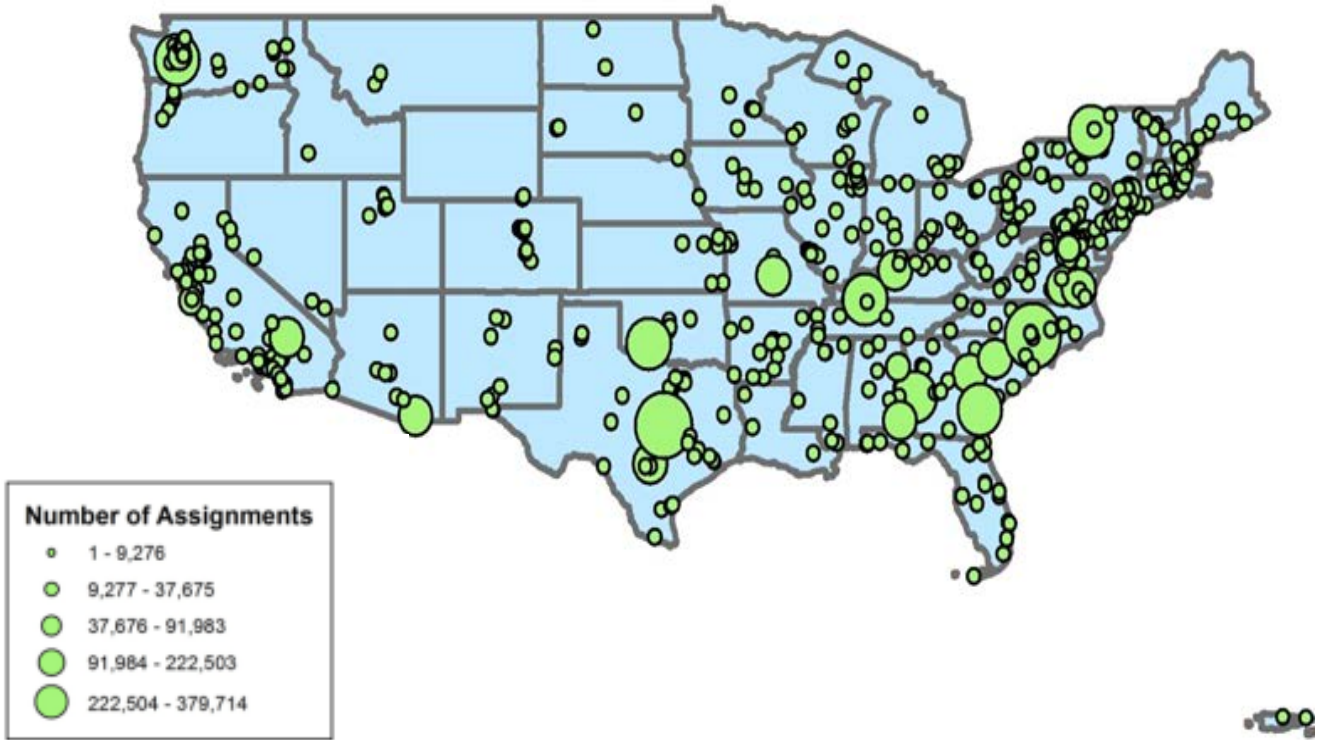 Number of Assignments
1 - 9,276
9,277 - 37,675
37,676 - 91,983
91,984 - 222,503
222,504 - 379,714